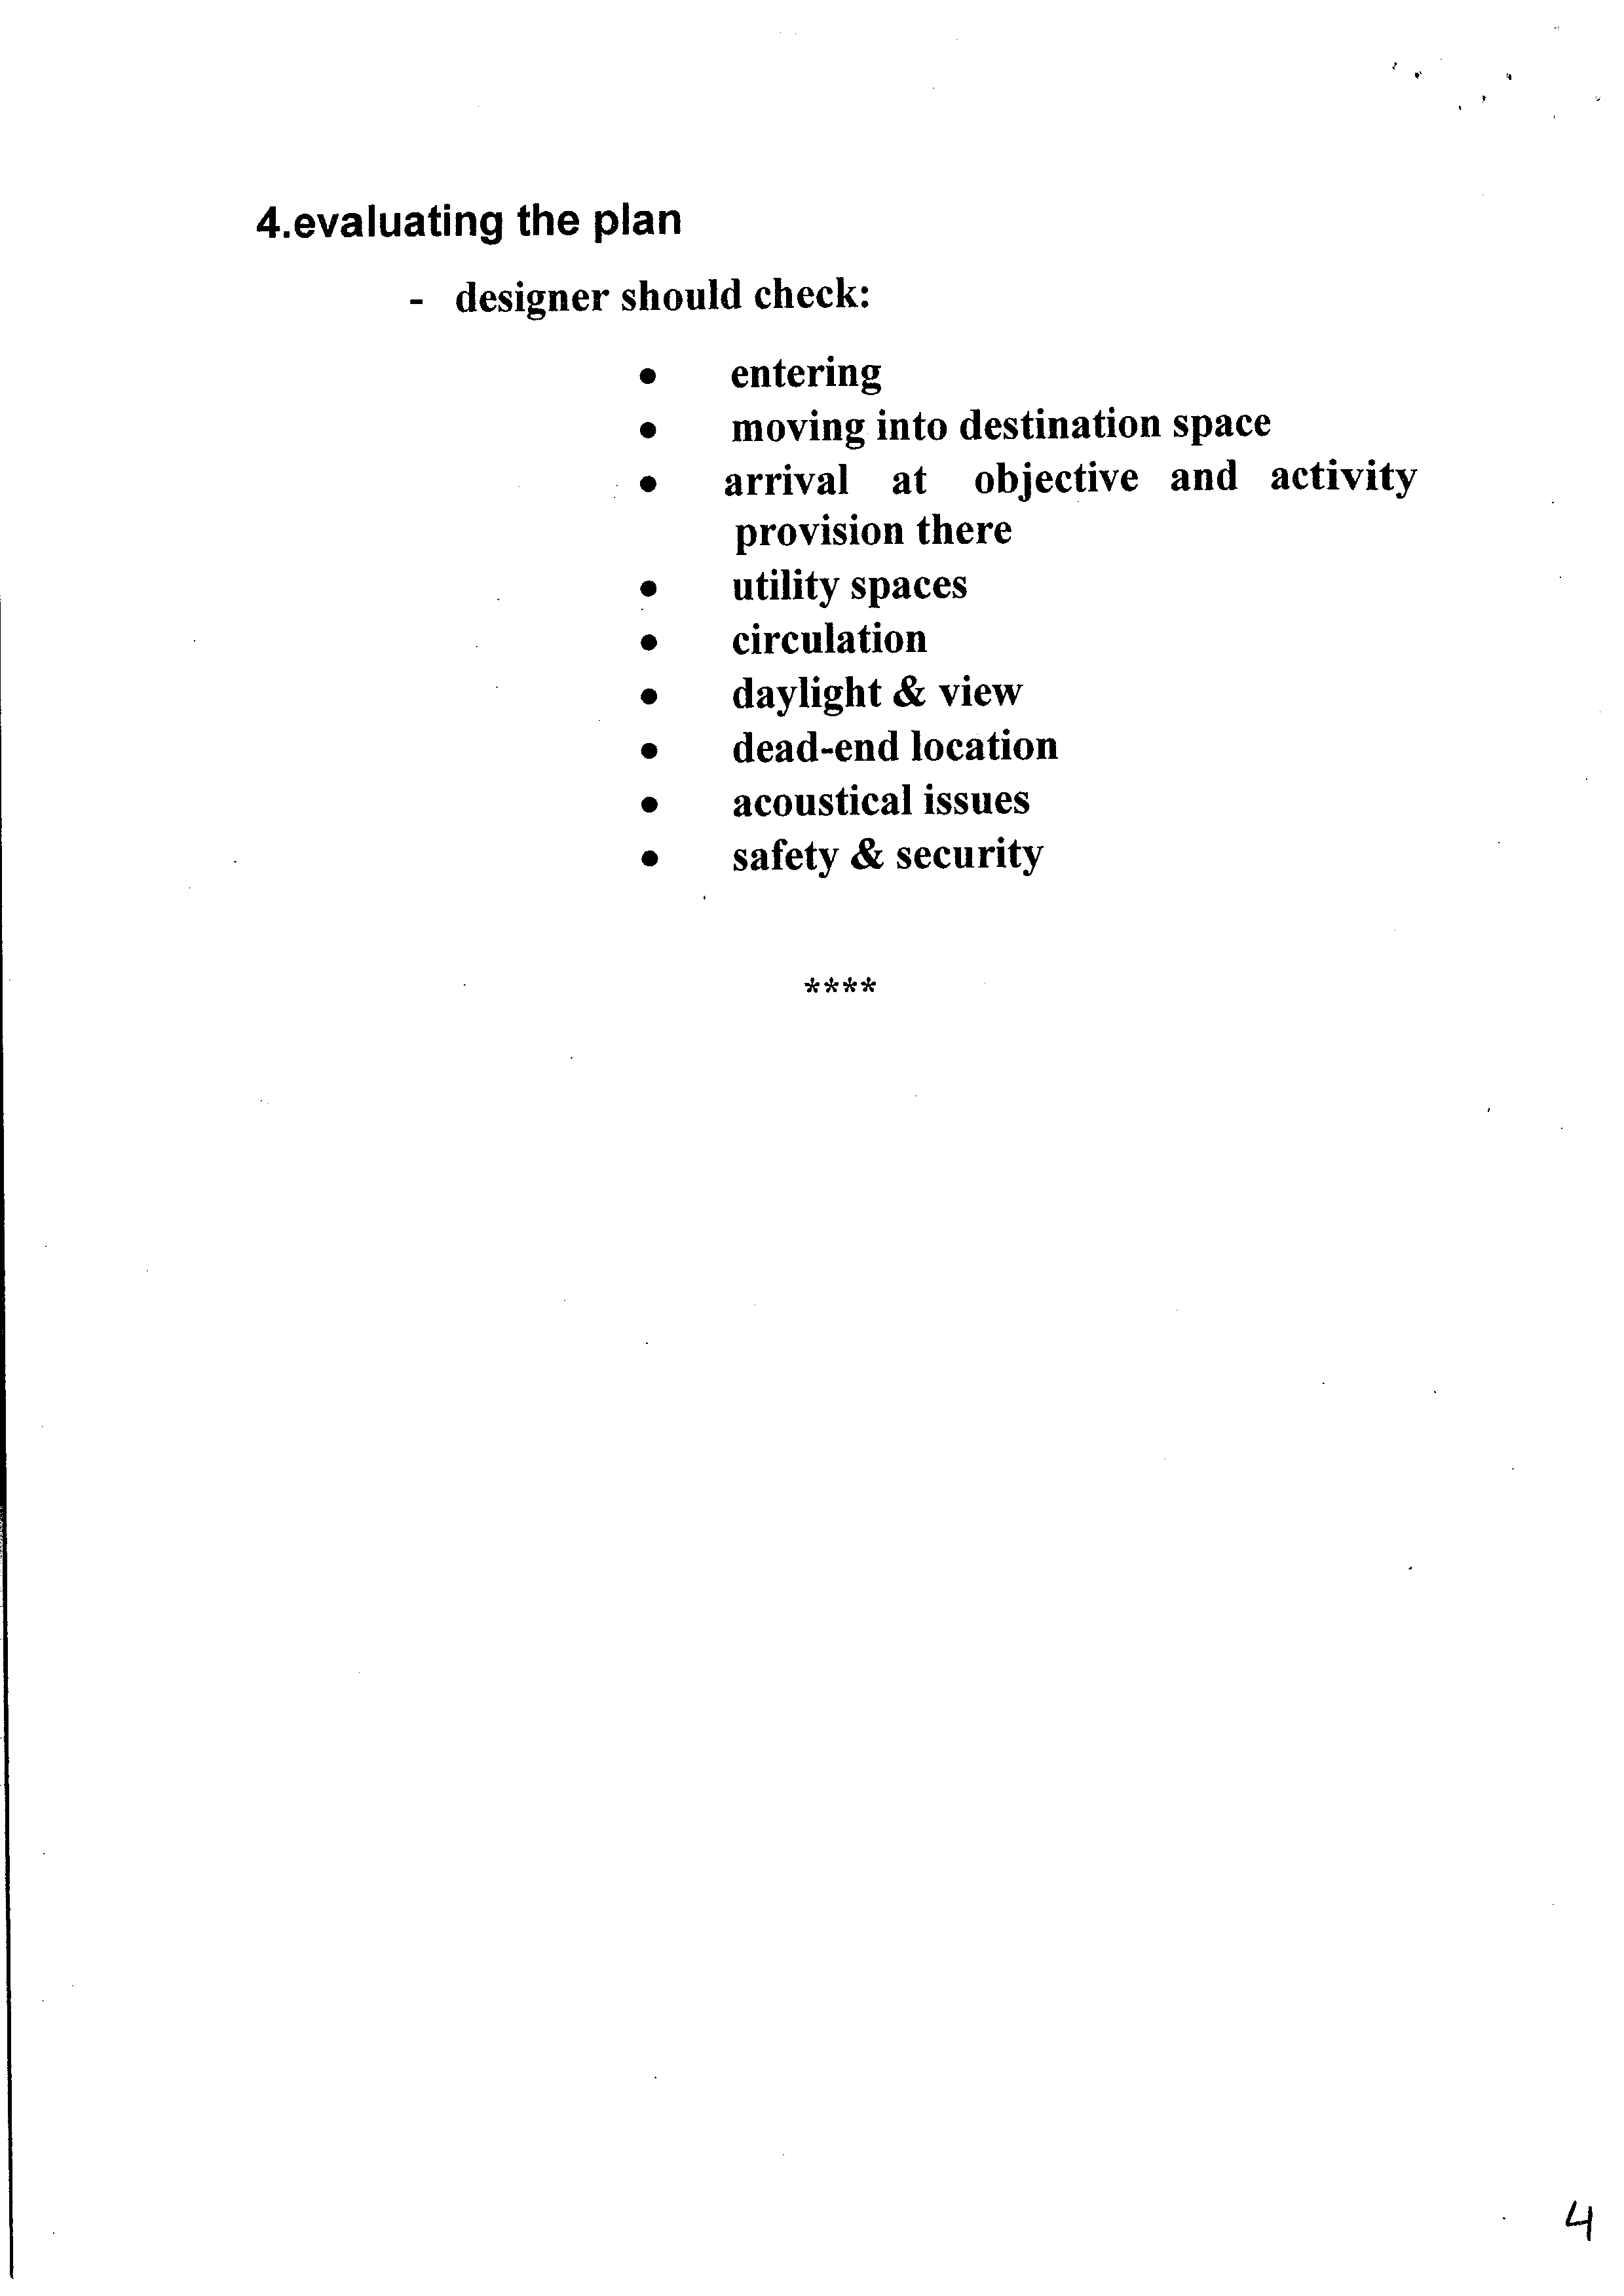 4.evaluating the plan
- designer should check:
• entering
• moving into destination space
• arrival at objective and activity
provision there
• utility spaces
• circulation
• daylight & view
• dead-end location
• acoustical issues
• safety & security
****
4